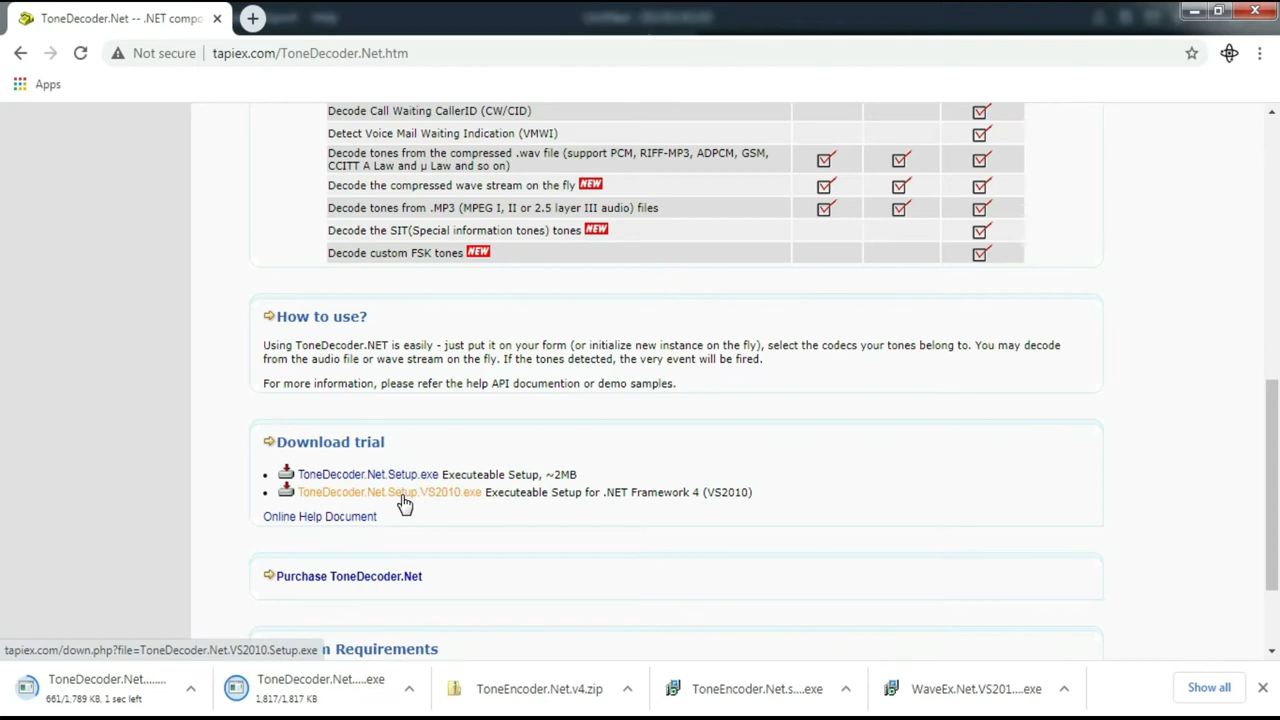 ToneDecoder.Net -- .NET compo
Not secure
tapiex.com/ToneDecoder.Net.htm
Apps
Decode Call Waiting CallerID (CW/CID)
Detect Voice Mail Waiting Indication (VMWI)
Decode tones from the compressed .wav file (support PCM, RIFF-MP3, ADPCM, GSM,
CCITT A Law and µ Law and so on)
Decode the compressed wave stream on the fly NEW
Decode tones from .MP3 (MPEG I, II or 2.5 layer III audio) files
Decode the SIT(Special information tones) tones NEW
Decode custom FSK tones NEW
How to use?
Using ToneDecoder.NET is easily - just put it on your form (or initialize new instance on the fly), select the codecs your tones belong to. You may decode
from the audio file or wave stream on the fly. If the tones detected, the very event will be fired.
For more information, please refer the help API documention or demo samples.
Download trial
ToneDecoder.Net.Setup.exe Executeable Setup, ~2MB
ToneDecoder.Net.Setup.VS2010.exe Executeable Setup for .NET Framework 4 (VS2010)
Online Help Document
Purchase ToneDecoder.Net
m Requirements
tapiex.com/down.php?file=ToneDecoder.Net.VS2010.Setup.exe
ToneDecoder.Net........
661/1,789 KB, 1 sec left
ToneDecoder.Net....exe
1,817/1,817 KB
ToneEncoder.Net.v4.zip
ToneEncoder.Net.s....exe
WaveEx.Net.VS201....exe
Show all